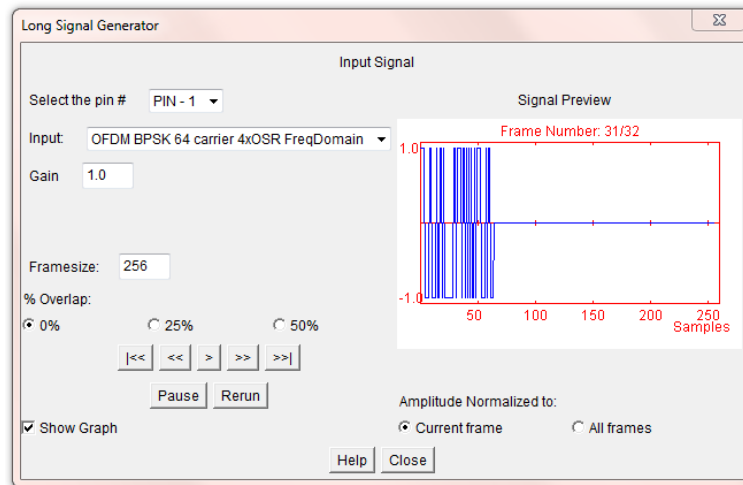 Long Signal Generator
Input Signal
Select the pin # PIN - 1
Signal Preview
Input: OFDM BPSK 64 carrier 4xOSR FreqDomain
Frame Number: 31/32
1.0
Gain 1.0
Framesize: 256
% Overlap:
-1.0
0% 25% 50%
50 100 150 200 250
Samples
|<< << > >> >>|
Pause Rerun
Amplitude Normalized to:
Show Graph
Current frame All frames
Help Close